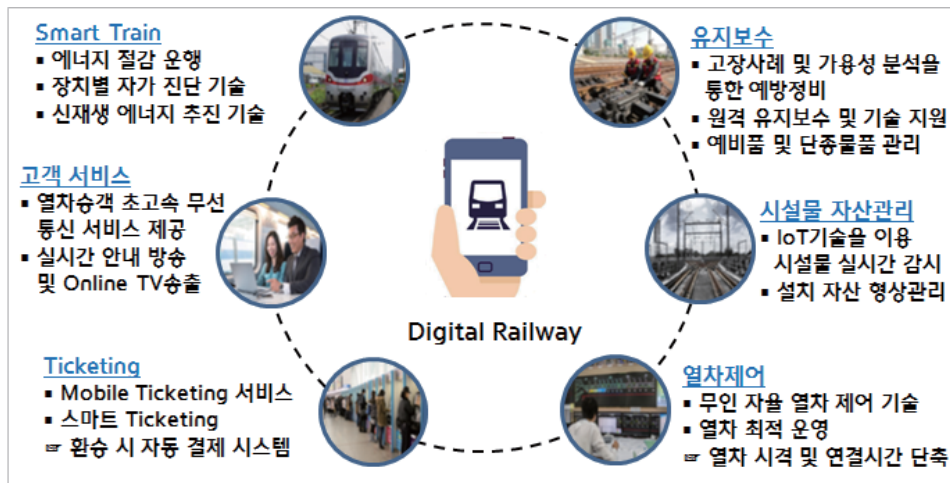 Smart Train
▪ 에너지 절감 운행
▪ 장치별 자가 진단 기술
▪ 신재생 에너지 추진 기술
고객 서비스
▪ 열차승객 초고속 무선
통신 서비스 제공
▪ 실시간 안내 방송
및 Online TV송출
Ticketing
▪ Mobile Ticketing 서비스
▪ 스마트 Ticketing
☞ 환승 시 자동 결제 시스템
Digital Railway
유지보수
▪ 고장사례 및 가용성 분석을
통한 예방정비
▪ 원격 유지보수 및 기술 지원
▪ 예비품 및 단종물품 관리
시설물 자산관리
▪ IoT기술을 이용
시설물 실시간 감시
▪ 설치 자산 형상관리
열차제어
▪ 무인 자율 열차 제어 기술
▪ 열차 최적 운영
☞ 열차 시격 및 연결시간 단축